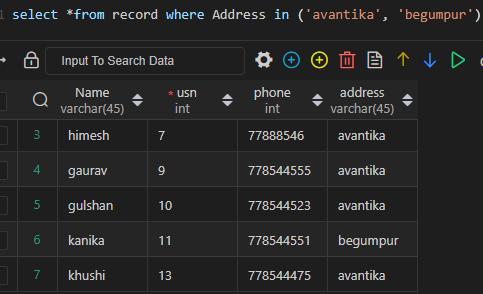 1 select *from record where Address in ('avantika', 'begumpur')
Input To Search Data
Name * usn phone address
varchar(45) int int varchar(45)
3 himesh 7 77888546 avantika
4 gaurav 9 778544555 avantika
5 gulshan 10 778544523 avantika
6 kanika 11 778544551 begumpur
7 khushi 13 778544475 avantika